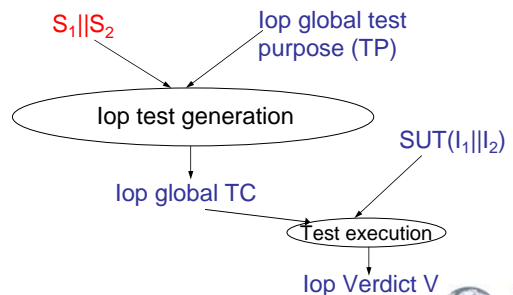 S₁||S₂
Iop global test
purpose (TP)
Iop test generation
SUT(I₁||I₂)
Iop global TC
Test execution
Iop Verdict V